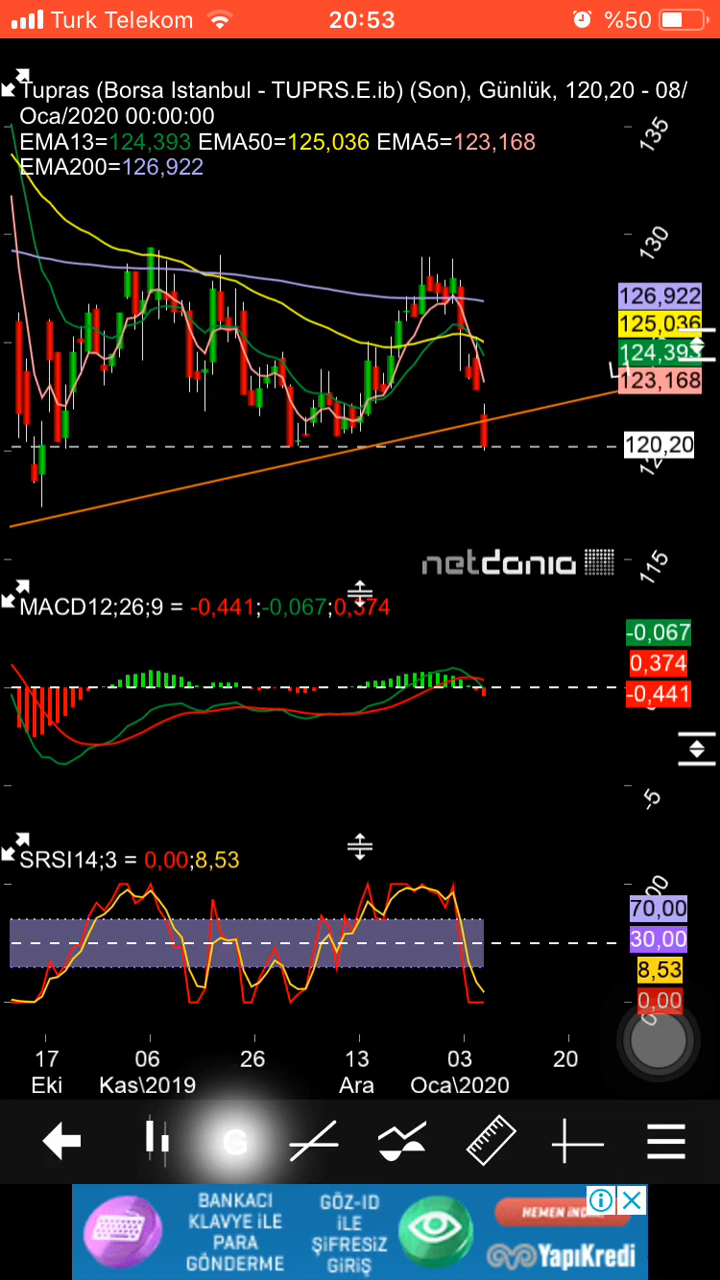 Turk Telekom 20:53 %50
Tupras (Borsa Istanbul - TUPRS.E.ib) (Son), Günlük, 120,20 - 08/
Oca/2020 00:00:00
EMA13=124,393 EMA50=125,036 EMA5=123,168
EMA200=126,922
135
130
126,922
125,036
124,393
123,168
120,20
netdania
115
MACD12;26;9 = -0,441;-0,067;0,374
-0,067
0,374
-0,441
-5
SRSI14;3 = 0,00;8,53
70,00
30,00
8,53
0,00
17 06 26 13 03 20
Eki Kas\2019 Ara Oca\2020
G
BANKACI
KLAVYE İLE
PARA
GÖNDERME
GÖZ-ID
İLE
ŞİFRESİZ
GİRİŞ
YapıKredi